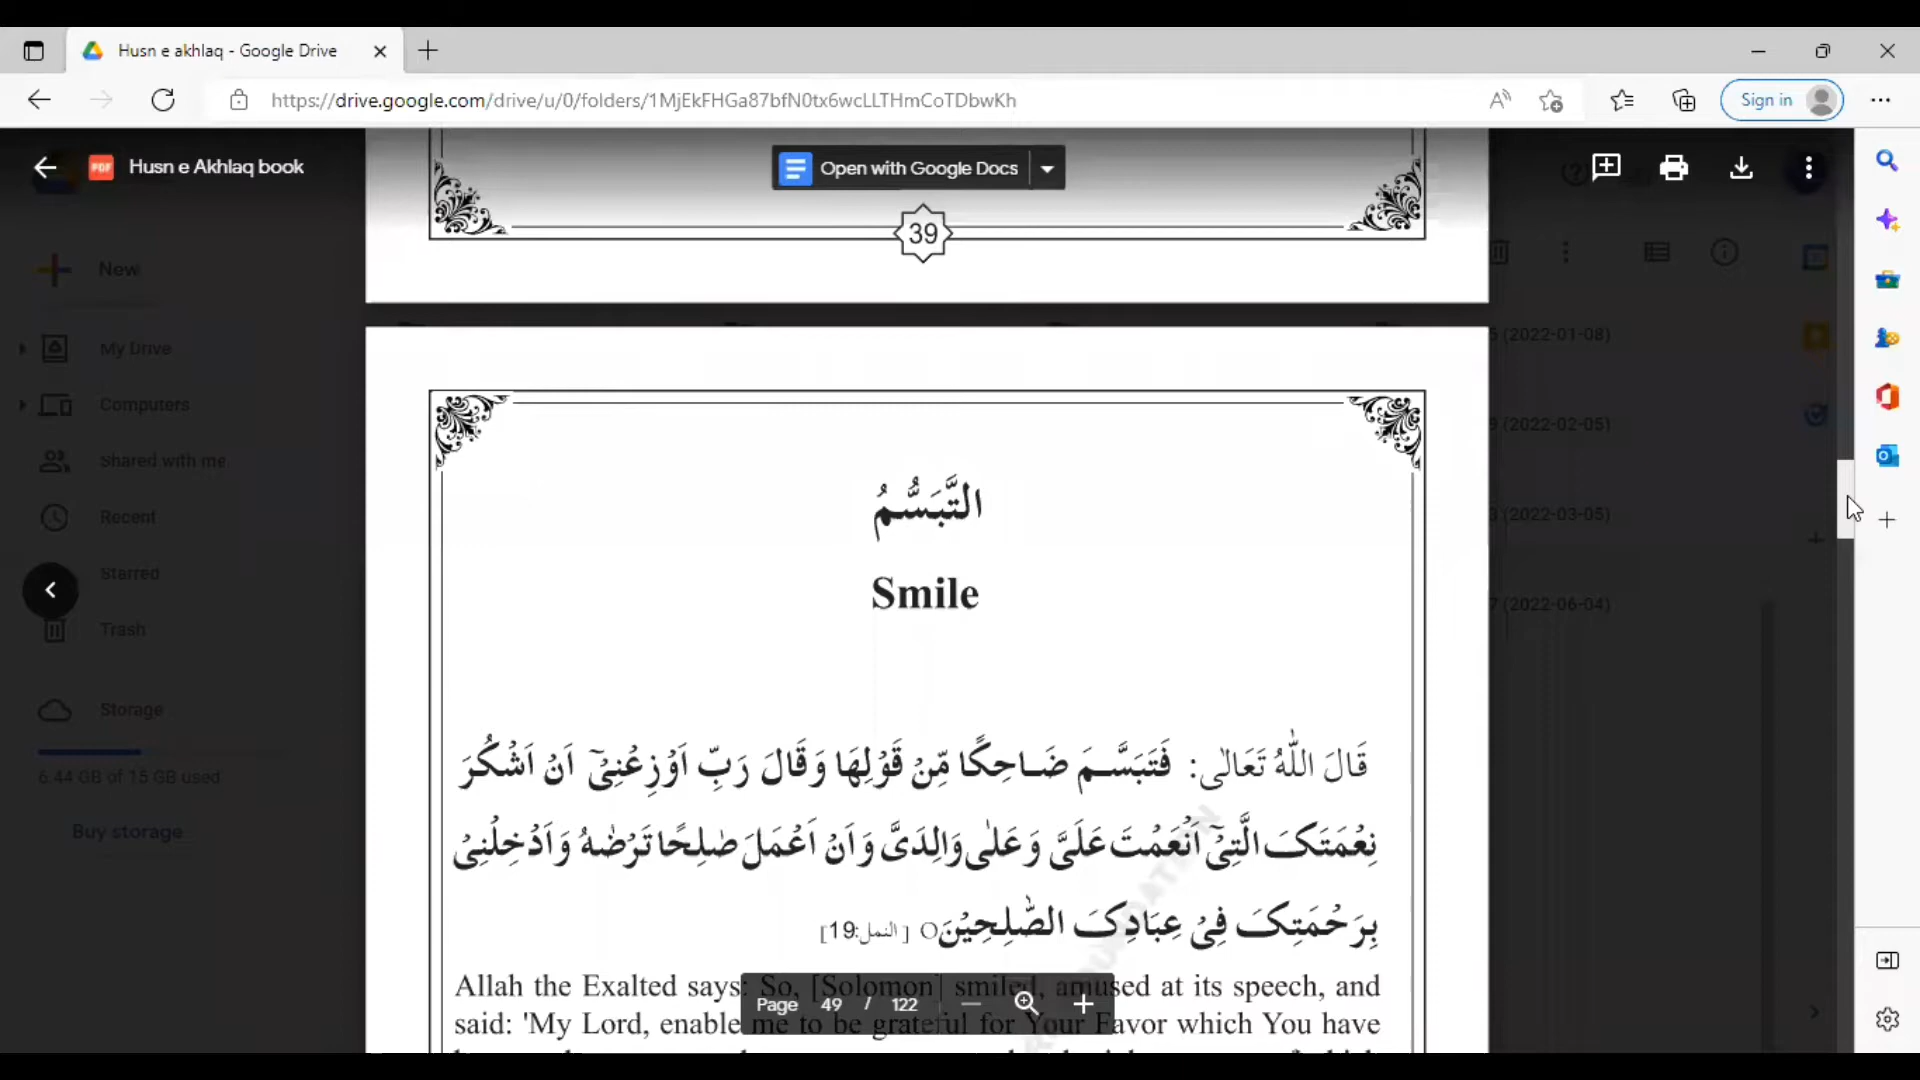 Husn e akhlaq - Google Drive
https://drive.google.com/drive/u/0/folders/1MjEkFHGa87bfN0tx6wcLLTHmCoTDbwKh
Sign in
PDF
Husn e Akhlaq book
Open with Google Docs
39
New
My Drive
Computers
Shared with me
Recent
Starred
Trash
Storage
6.44 GB of 15 GB used
Buy storage
(2022-01-08)
(2022-02-05)
(2022-03-05)
(2022-06-04)
التَّبَسُّمُ
Smile
قَالَ اللّٰهُ تَعَالٰى: فَتَبَسَّمَ ضَاحِكًا مِّنْ قَوْلِهَا وَقَالَ رَبِّ اَوْزِعْنِیْٓ اَنْ اَشْكُرَ
نِعْمَتَكَ الَّتِیْٓ اَنْعَمْتَ عَلَیَّ وَعَلٰى وَالِدَیَّ وَاَنْ اَعْمَلَ صٰلِحًا تَرْضٰهُ وَاَدْخِلْنِیْ
بِرَحْمَتِكَ فِیْ عِبَادِكَ الصّٰلِحِیْنَO [النمل:19]
Allah the Exalted says: So, [Solomon] smiled, amused at its speech, and
said: 'My Lord, enable me to be grateful for Your Favor which You have
Page 49 / 122